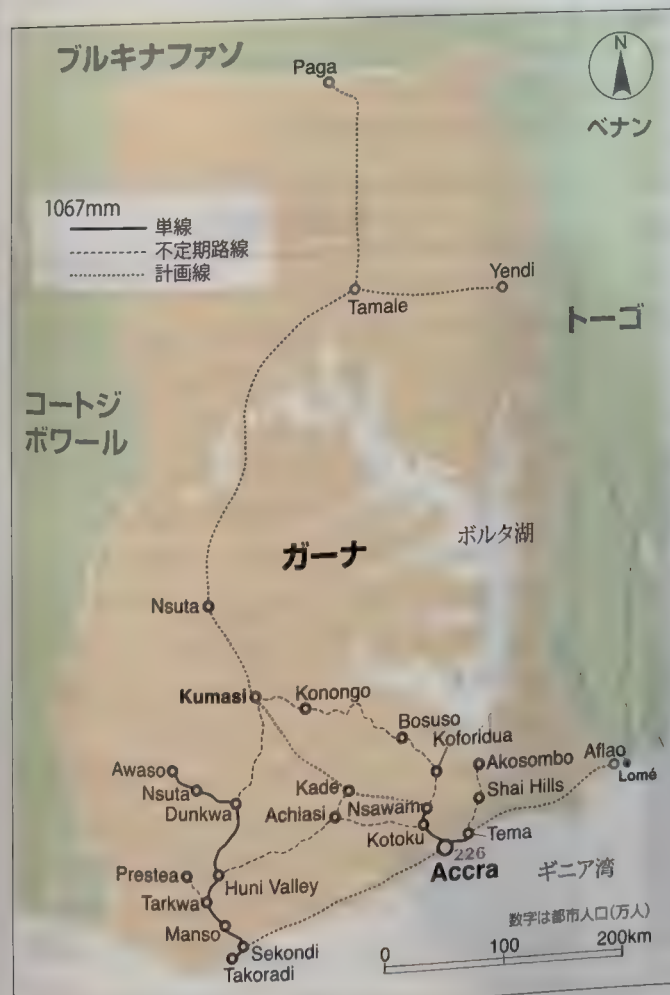 ブルキナファソ
Paga
N
ベナン
1067mm
単線
不定期路線
計画線
Tamale
Yendi
トーゴ
コートジ
ボワール
ガーナ
ボルタ湖
Nsuta
Kumasi
Konongo
Bosuso
Koforidua
Akosombo
Aflao
Lomé
Awaso
Nsuta
Dunkwa
Kade
Achiasi
Nsawam
Shai Hills
Kotoku
Tema
226
Accra
ギニア湾
Prestea
Huni Valley
Tarkwa
Manso
Sekondi
Takoradi
数字は都市人口(万人)
0
100
200km